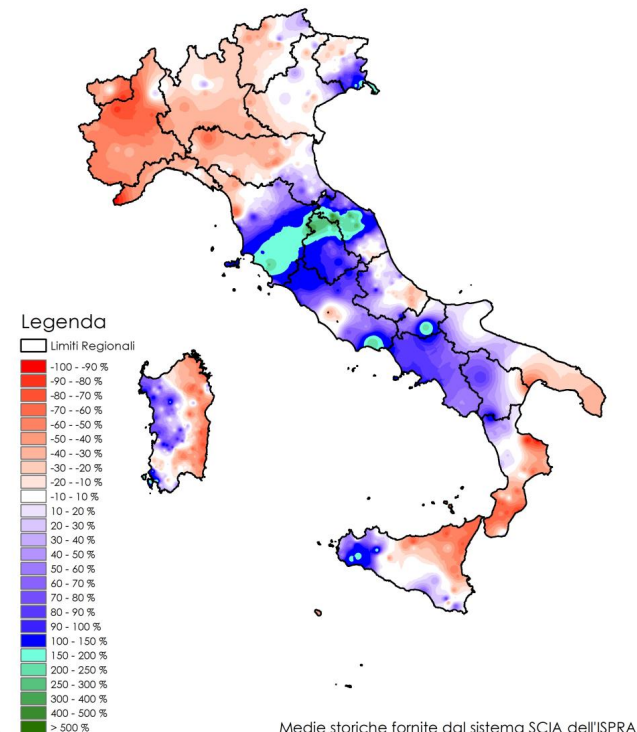 Legenda
Limiti Regionali
-100 - -90 %
-90 - -80 %
-80 - -70 %
-70 - -60 %
-60 - -50 %
-50 - -40 %
-40 - -30 %
-30 - -20 %
-20 - -10 %
-10 - 10 %
10 - 20 %
20 - 30 %
30 - 40 %
40 - 50 %
50 - 60 %
60 - 70 %
70 - 80 %
80 - 90 %
90 - 100 %
100 - 150 %
150 - 200 %
200 - 250 %
250 - 300 %
300 - 400 %
400 - 500 %
> 500 %
Medie storiche fornite dal sistema SCIA dell'ISPRA